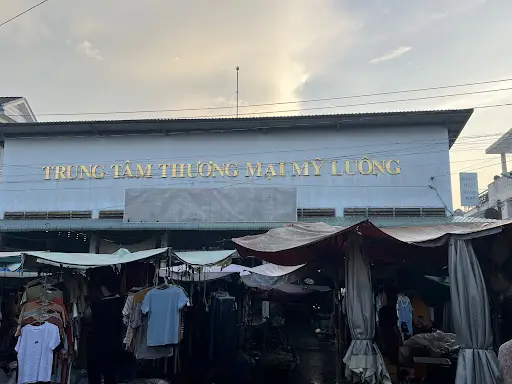 TRUNG TÂM THƯƠNG MẠI MỸ LUÔNG